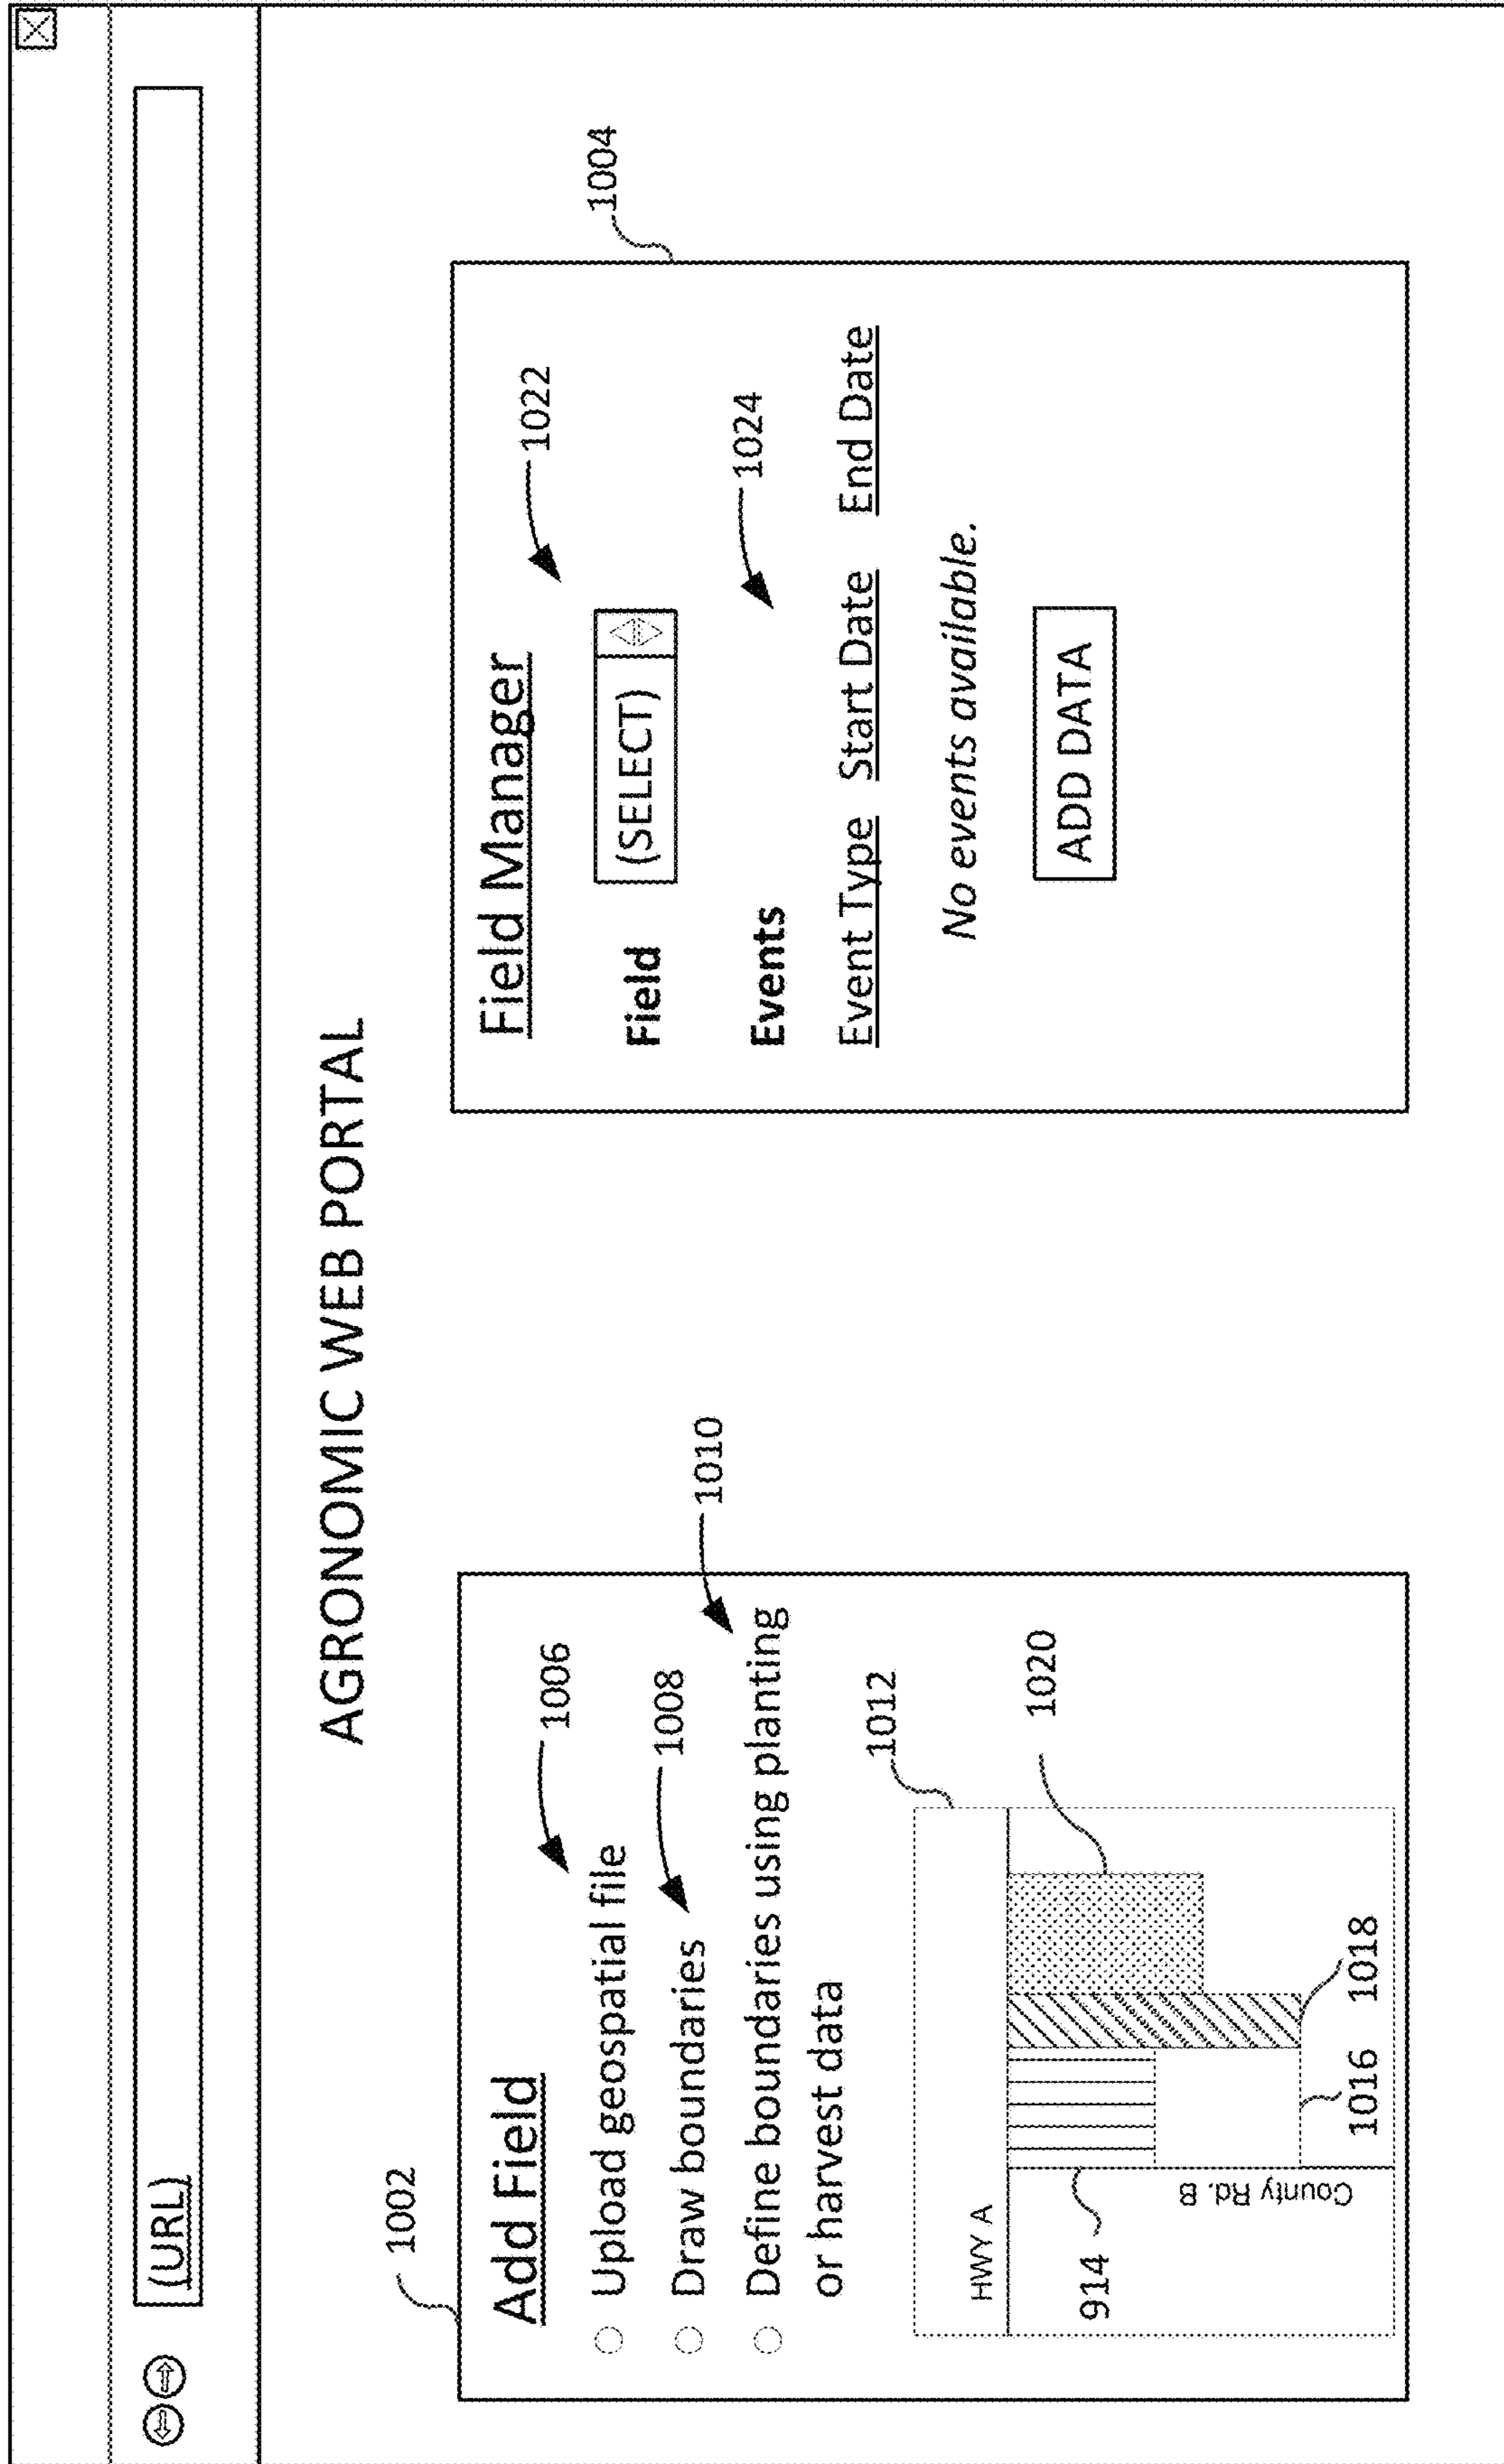 (URL)
AGRONOMIC WEB PORTAL
1002
Add Field
1006
Upload geospatial file
1008
Draw boundaries
1010
Define boundaries using planting
or harvest data
1012
HWY A
914
County Rd. B
1020
1016
1018
1004
Field Manager
1022
Field
(SELECT)
Events
1024
Event Type Start Date End Date
No events available.
ADD DATA